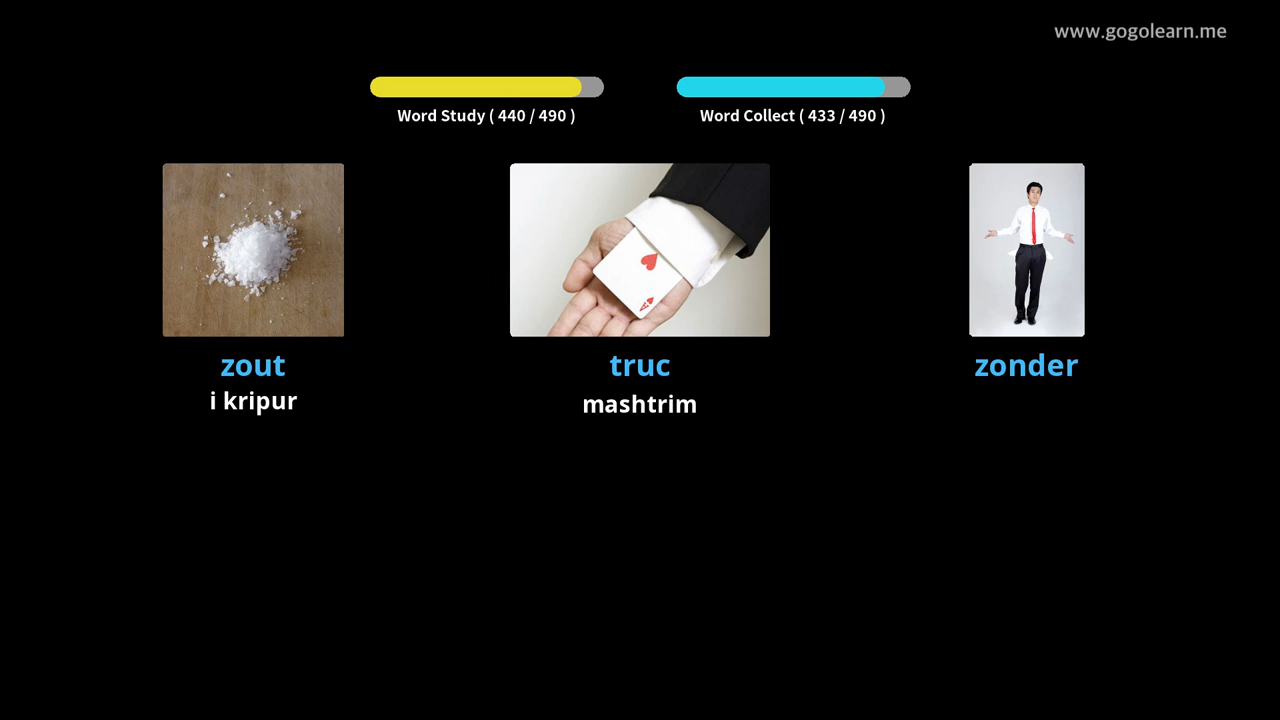 www.gogolearn.me
Word Study ( 440 / 490 )
Word Collect ( 433 / 490 )
zout
i kripur
truc
mashtrim
zonder